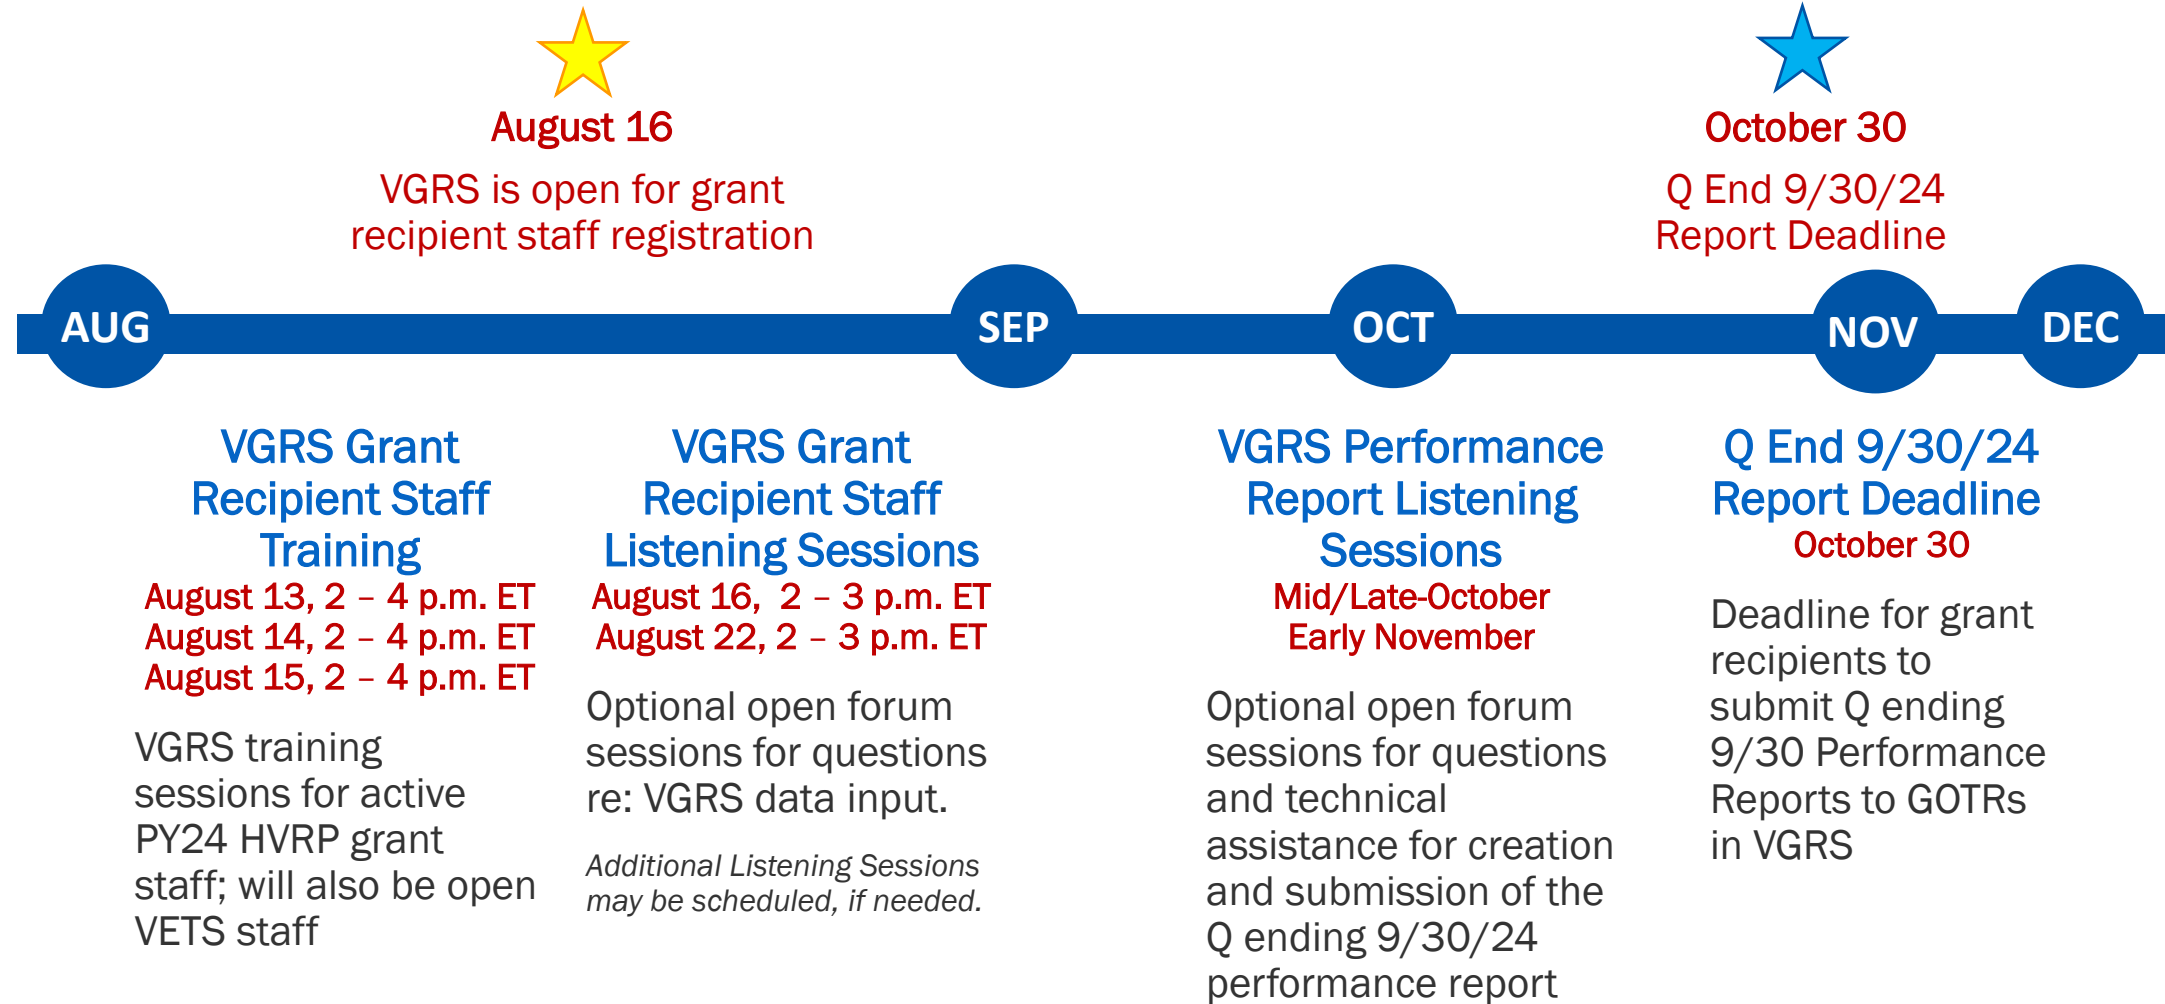 August 16
VGRS is open for grant
recipient staff registration
October 30
Q End 9/30/24
Report Deadline
AUG
SEP
OCT
NOV
DEC
VGRS Grant
Recipient Staff
Training
August 13, 2 – 4 p.m. ET
August 14, 2 – 4 p.m. ET
August 15, 2 – 4 p.m. ET
VGRS training
sessions for active
PY24 HVRP grant
staff; will also be open
VETS staff
VGRS Grant
Recipient Staff
Listening Sessions
August 16,  2 – 3 p.m. ET
August 22, 2 – 3 p.m. ET
Optional open forum
sessions for questions
re: VGRS data input.
Additional Listening Sessions
may be scheduled, if needed.
VGRS Performance
Report Listening
Sessions
Mid/Late-October
Early November
Optional open forum
sessions for questions
and technical
assistance for creation
and submission of the
Q ending 9/30/24
performance report
Q End 9/30/24
Report Deadline
October 30
Deadline for grant
recipients to
submit Q ending
9/30 Performance
Reports to GOTRs
in VGRS